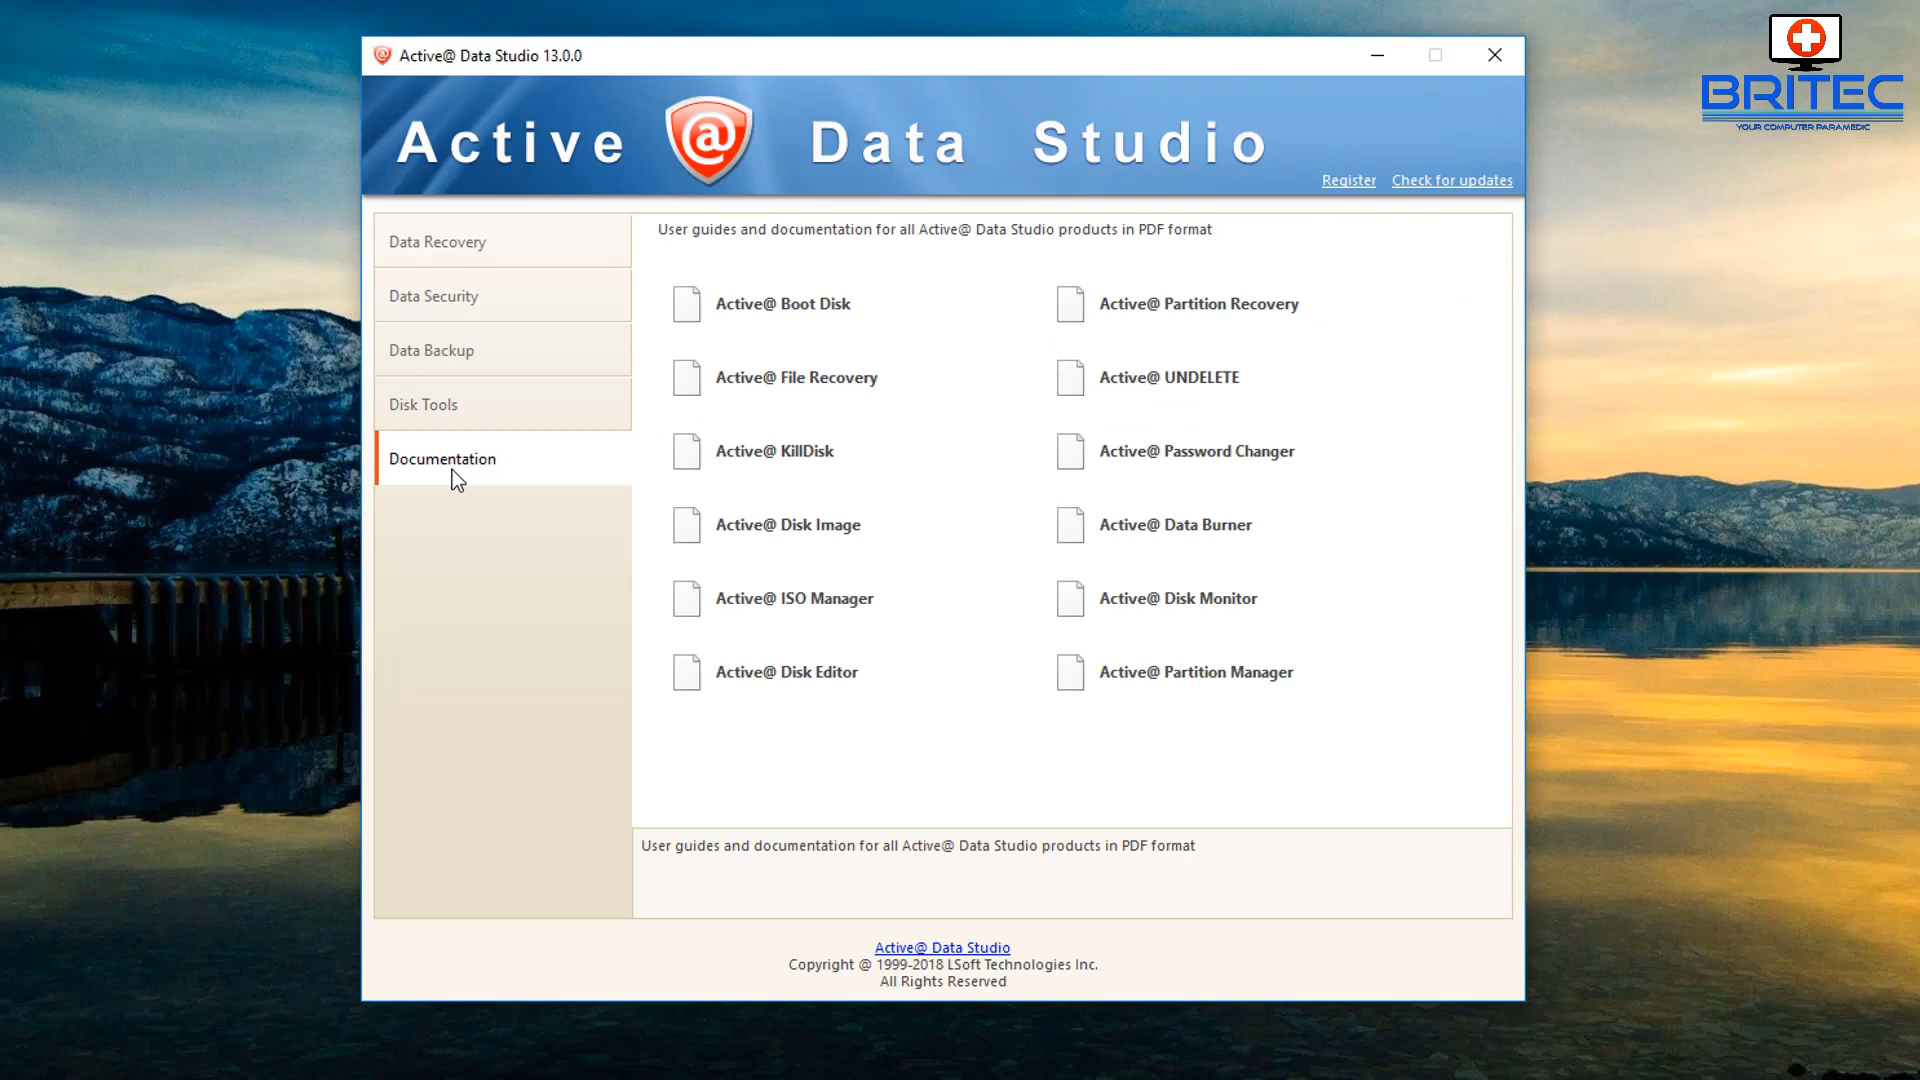 Active@ Data Studio 13.0.0
BRITEC
YOUR COMPUTER PARAMEDIC
Active @ Data Studio
Register Check for updates
Data Recovery
Data Security
Data Backup
Disk Tools
Documentation
User guides and documentation for all Active@ Data Studio products in PDF format
Active@ Boot Disk
Active@ Partition Recovery
Active@ File Recovery
Active@ UNDELETE
Active@ KillDisk
Active@ Password Changer
Active@ Disk Image
Active@ Data Burner
Active@ ISO Manager
Active@ Disk Monitor
Active@ Disk Editor
Active@ Partition Manager
User guides and documentation for all Active@ Data Studio products in PDF format
Active@ Data Studio
Copyright @ 1999-2018 LSoft Technologies Inc.
All Rights Reserved